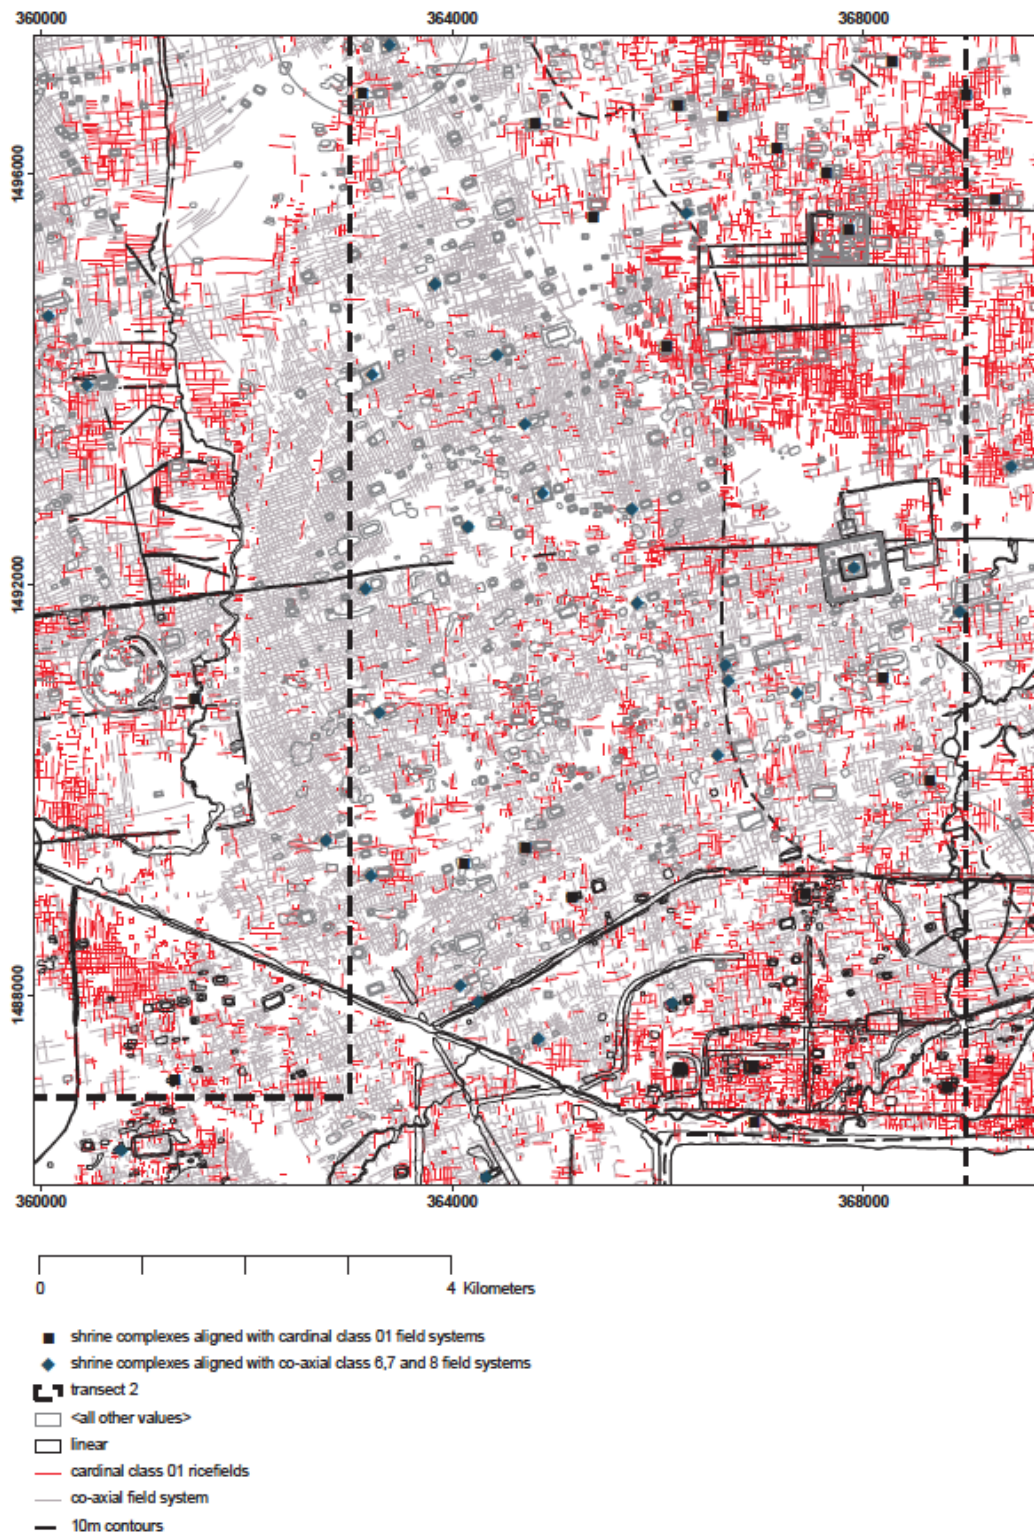 360000 364000 368000
1496000
1492000
1488000
360000 364000 368000
0 4 Kilometers
shrine complexes aligned with cardinal class 01 field systems
shrine complexes aligned with co-axial class 6,7 and 8 field systems
transect 2
<all other values>
linear
cardinal class 01 ricefields
co-axial field system
10m contours